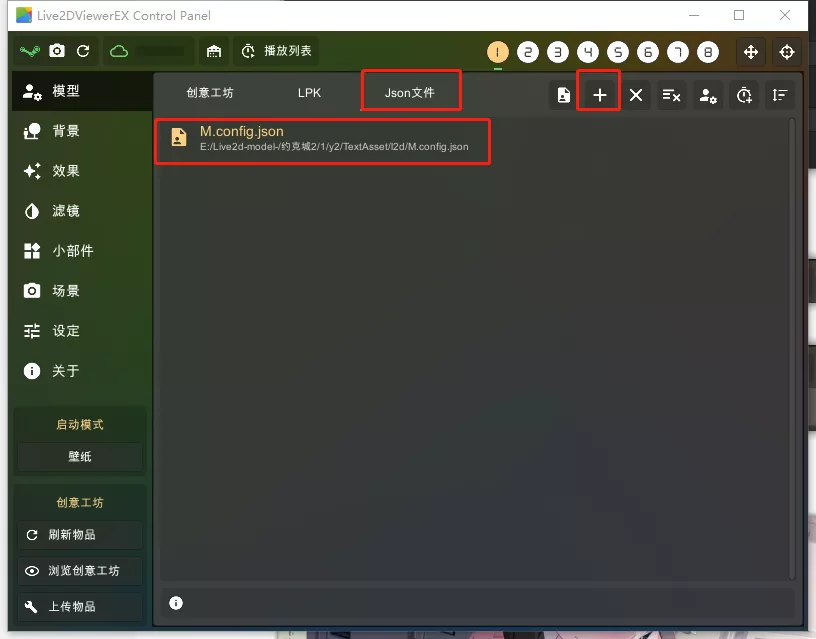 Live2DViewerEX Control Panel
播放列表
1 2 3 4 5 6 7 8
模型
背景
效果
滤镜
小部件
场景
设定
关于
启动模式
壁纸
创意工坊
刷新物品
浏览创意工坊
上传物品
创意工坊 LPK Json文件
M.config.json
E:/Live2d-model-/约克城2/1/y2/TextAsset/l2d/M.config.json